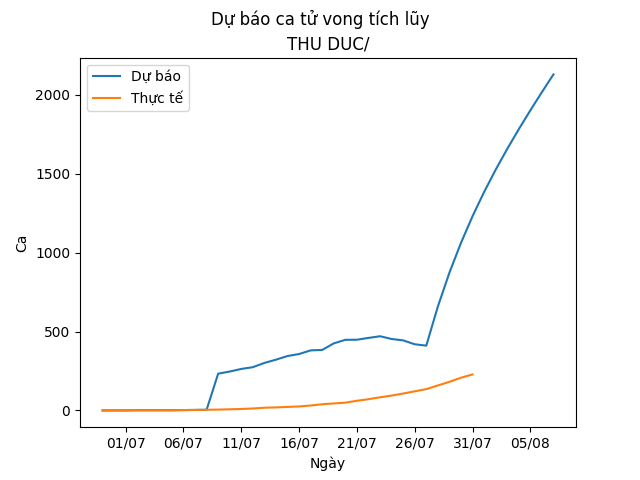 Dự báo ca tử vong tích lũy
THU DUC/
Dự báo
Thực tế
2000
1500
1000
500
0
Ca
01/07 06/07 11/07 16/07 21/07 26/07 31/07 05/08
Ngày